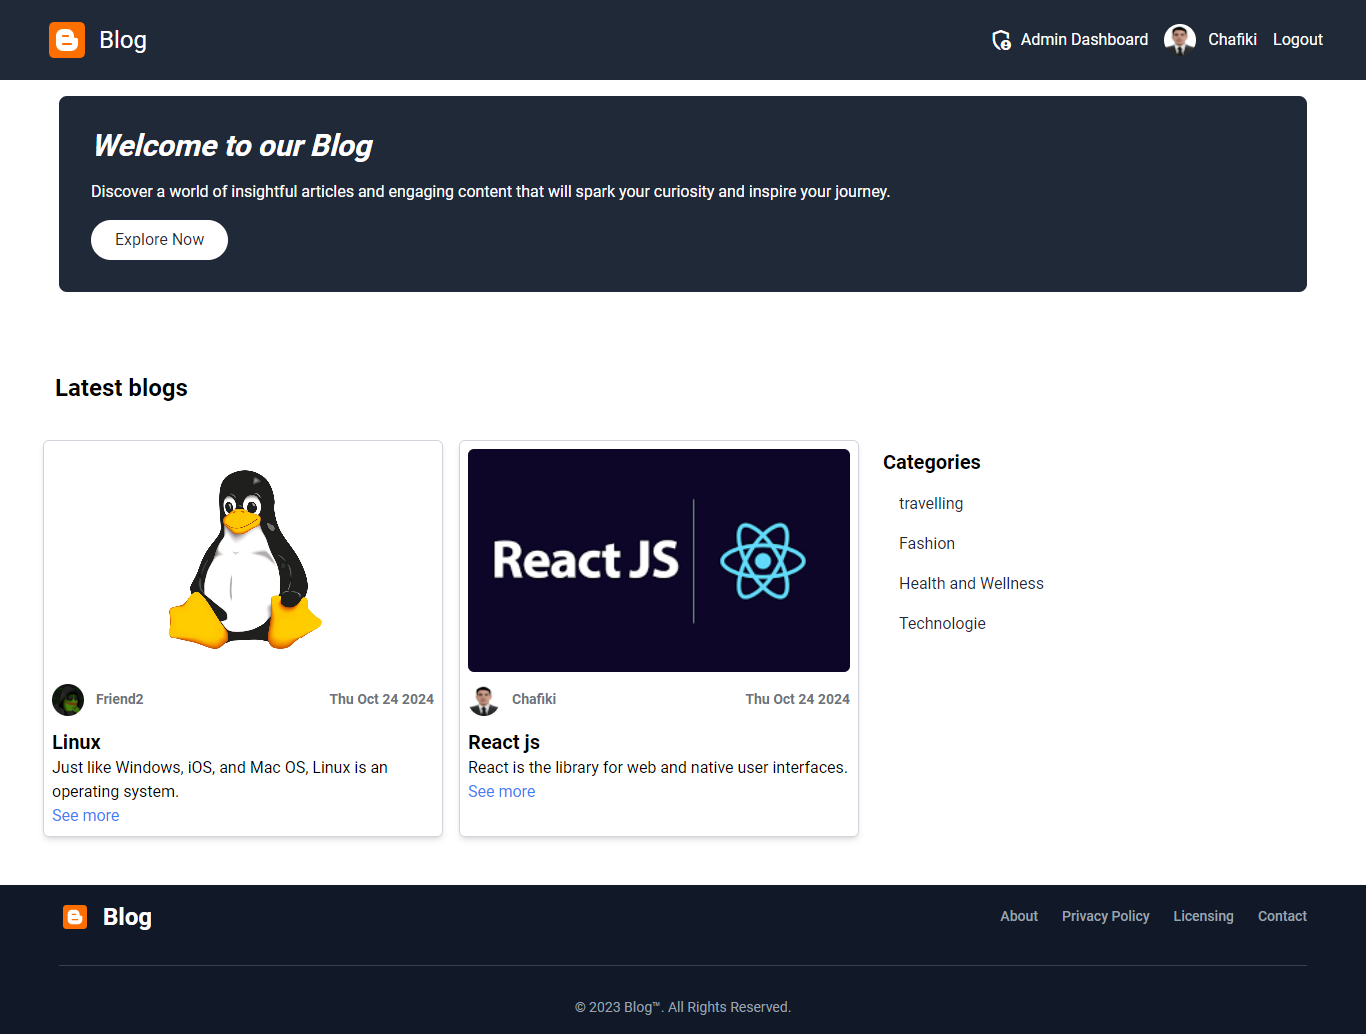 Blog
Admin Dashboard
Chafiki
Logout
Welcome to our Blog
Discover a world of insightful articles and engaging content that will spark your curiosity and inspire your journey.
Explore Now
Latest blogs
React JS
Friend2
Thu Oct 24 2024
Linux
Just like Windows, iOS, and Mac OS, Linux is an
operating system.
See more
Chafiki
Thu Oct 24 2024
React js
React is the library for web and native user interfaces.
See more
Categories
travelling
Fashion
Health and Wellness
Technologie
Blog
About
Privacy Policy
Licensing
Contact
© 2023 Blog™. All Rights Reserved.